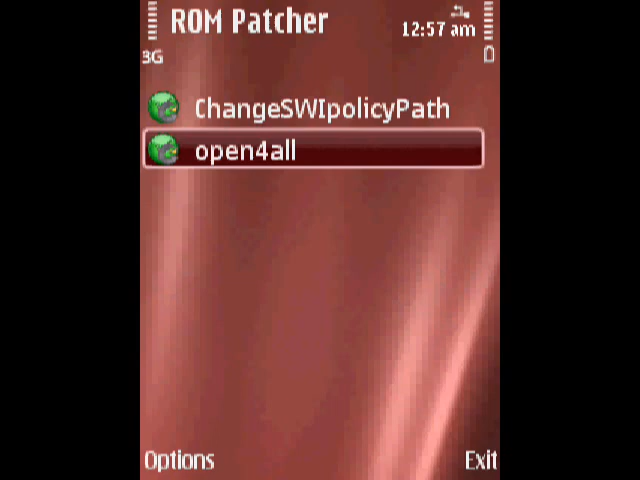 ROM Patcher
12:57 am
3G
ChangeSWIpolicyPath
open4all
Options
Exit